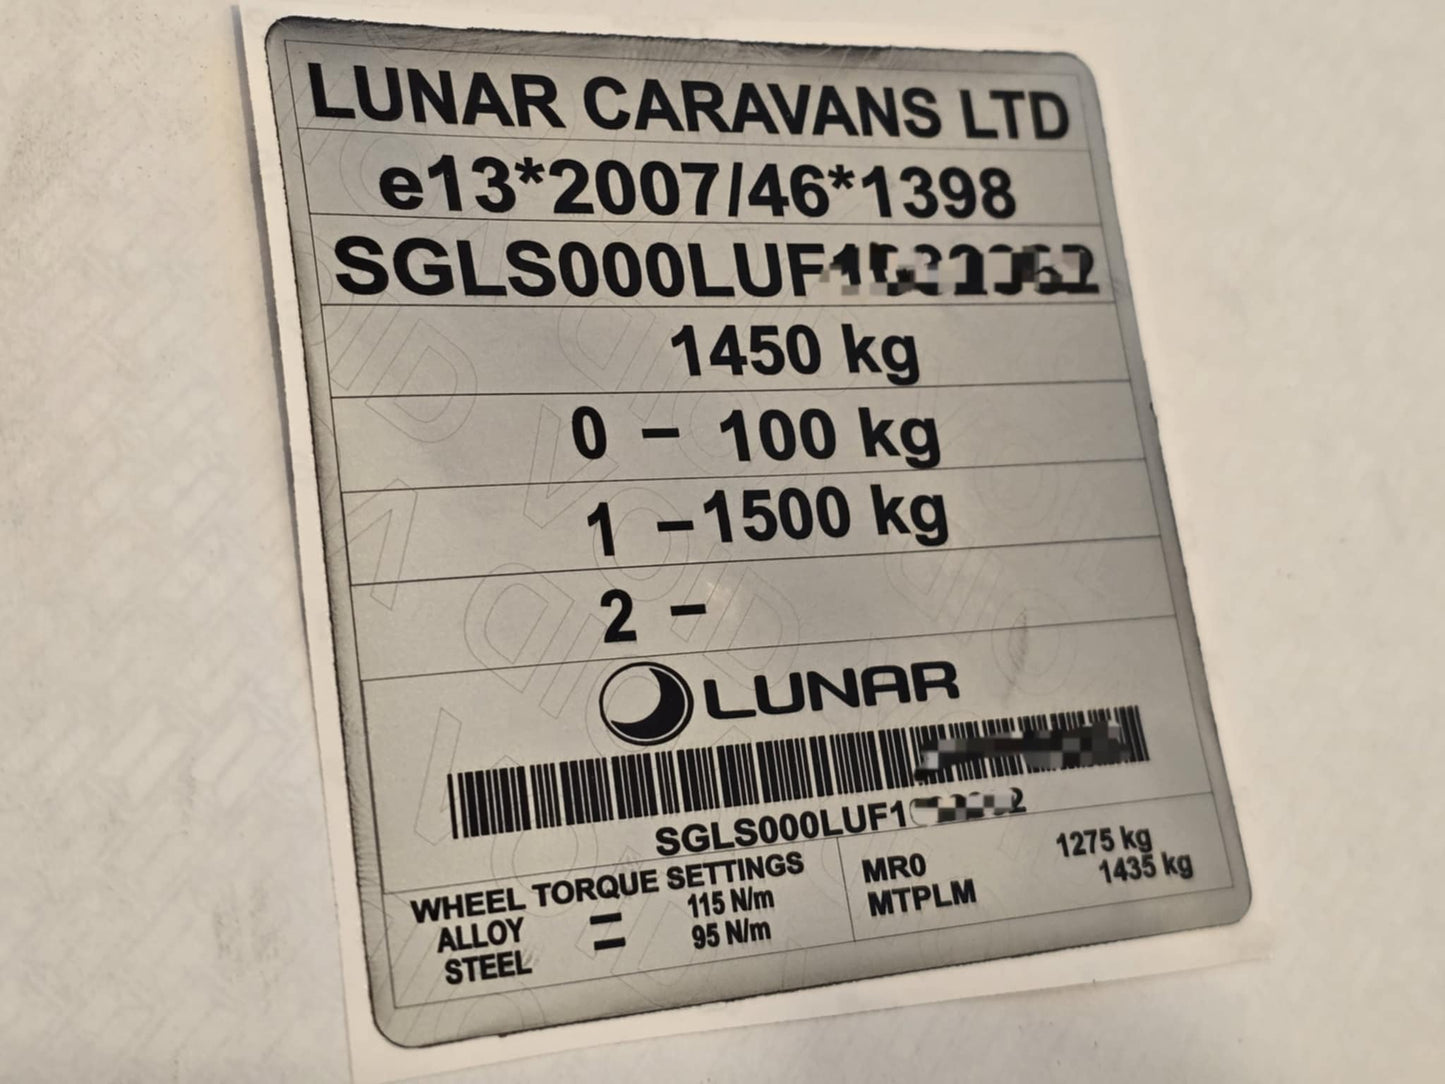 LUNAR CARAVANS LTD
e13*2007/46*1398
SGLS000LUF1
1450 kg
0 - 100 kg
1 - 1500 kg
2 -
LUNAR
SGLS000LUF1
WHEEL TORQUE SETTINGS
ALLOY = 115 N/m
STEEL = 95 N/m
MR0 1275 kg
MTPLM 1435 kg